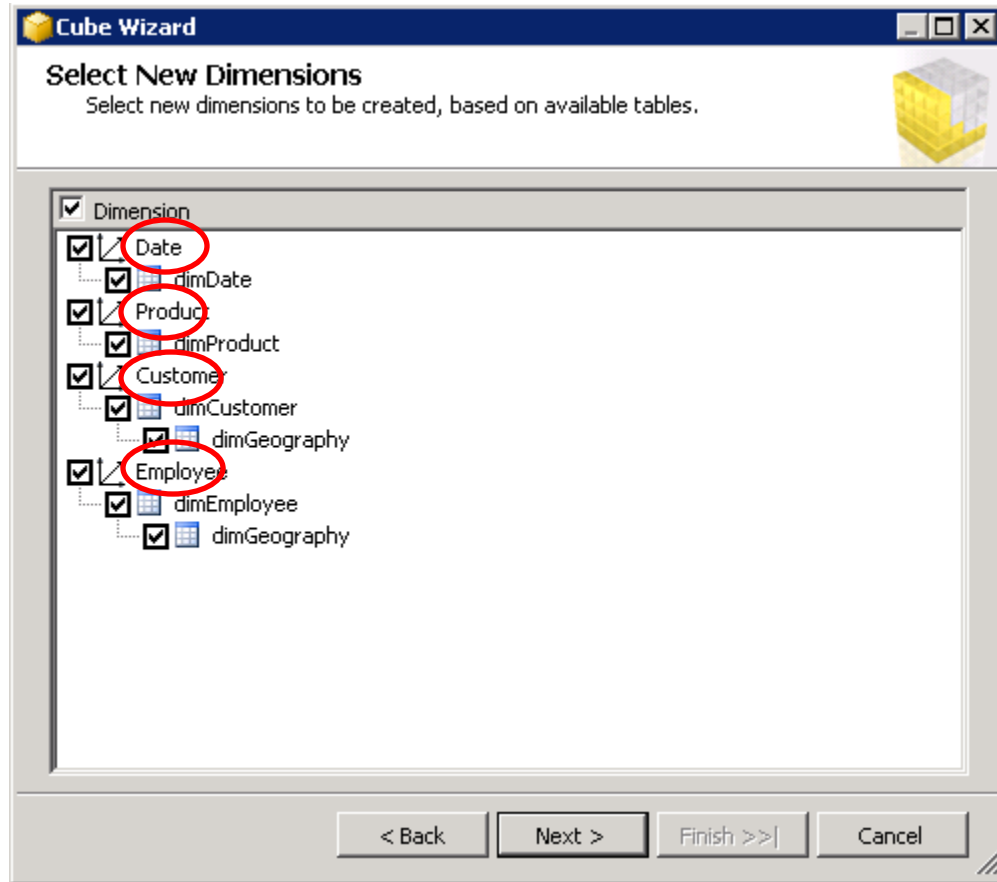 Cube Wizard
Select New Dimensions
Select new dimensions to be created, based on available tables.
Dimension
Date
dimDate
Product
dimProduct
Customer
dimCustomer
dimGeography
Employee
dimEmployee
dimGeography
< Back Next > Finish >>| Cancel